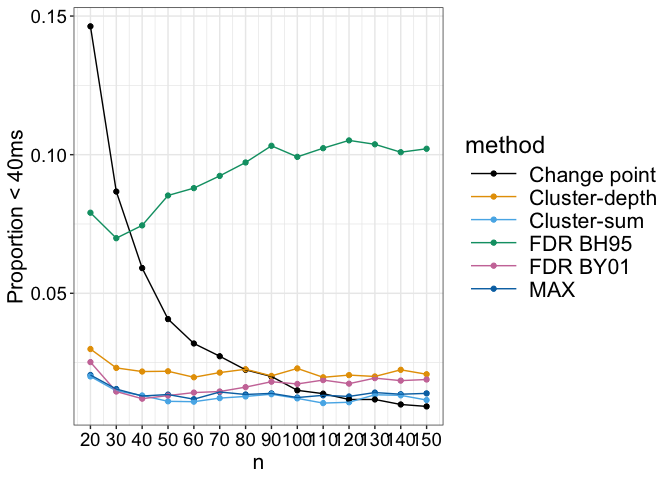 0.15
0.10
0.05
Proportion < 40ms
20 30 40 50 60 70 80 90 100 110 120 130 140 150
n
method
Change point
Cluster-depth
Cluster-sum
FDR BH95
FDR BY01
MAX